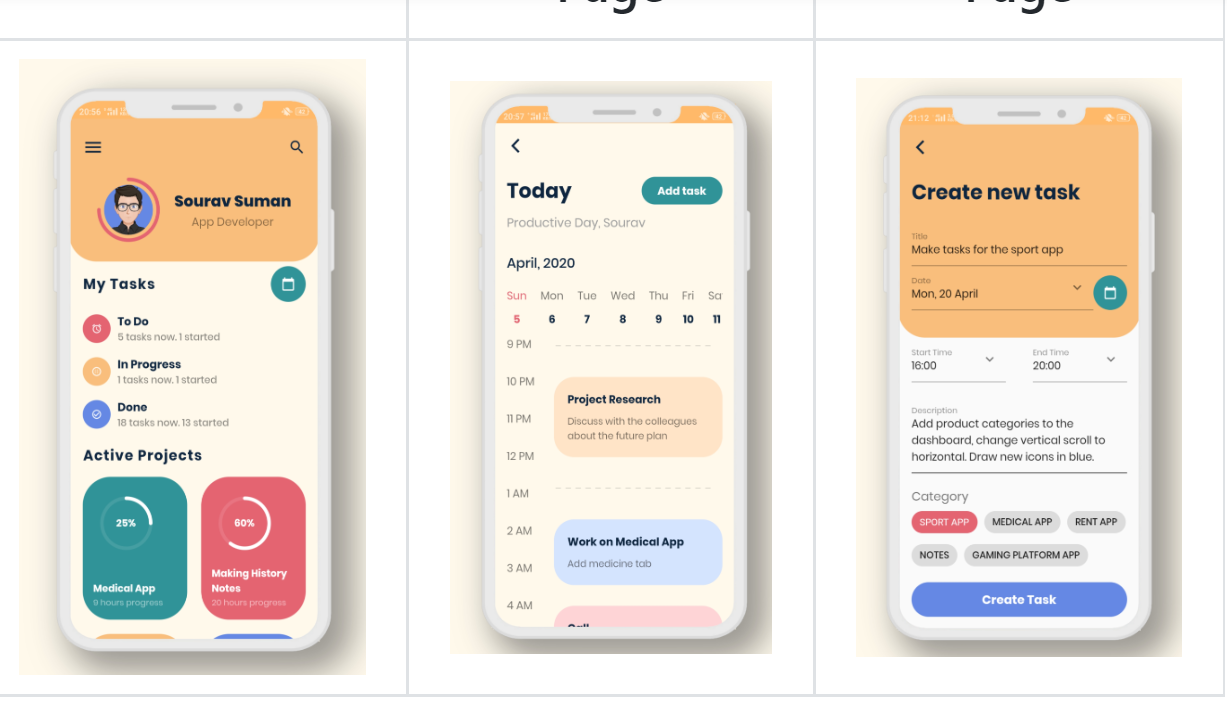 Page
Page
20:56
Sourav Suman
App Developer
My Tasks
To Do
5 tasks now. 1 started
In Progress
1 tasks now. 1 started
Done
18 tasks now. 13 started
Active Projects
25%
60%
Medical App
9 hours progress
Making History
Notes
20 hours progress
20:57
Today
Add task
Productive Day, Sourav
April, 2020
Sun Mon Tue Wed Thu Fri Sa
5 6 7 8 9 10 11
9 PM
10 PM
Project Research
11 PM
Discuss with the colleagues
about the future plan
12 PM
1 AM
2 AM
Work on Medical App
Add medicine tab
3 AM
4 AM
Call
21:12
Create new task
Title
Make tasks for the sport app
Date
Mon, 20 April
Start Time End Time
16:00 20:00
Description
Add product categories to the
dashboard, change vertical scroll to
horizontal. Draw new icons in blue.
Category
SPORT APP MEDICAL APP RENT APP
NOTES GAMING PLATFORM APP
Create Task